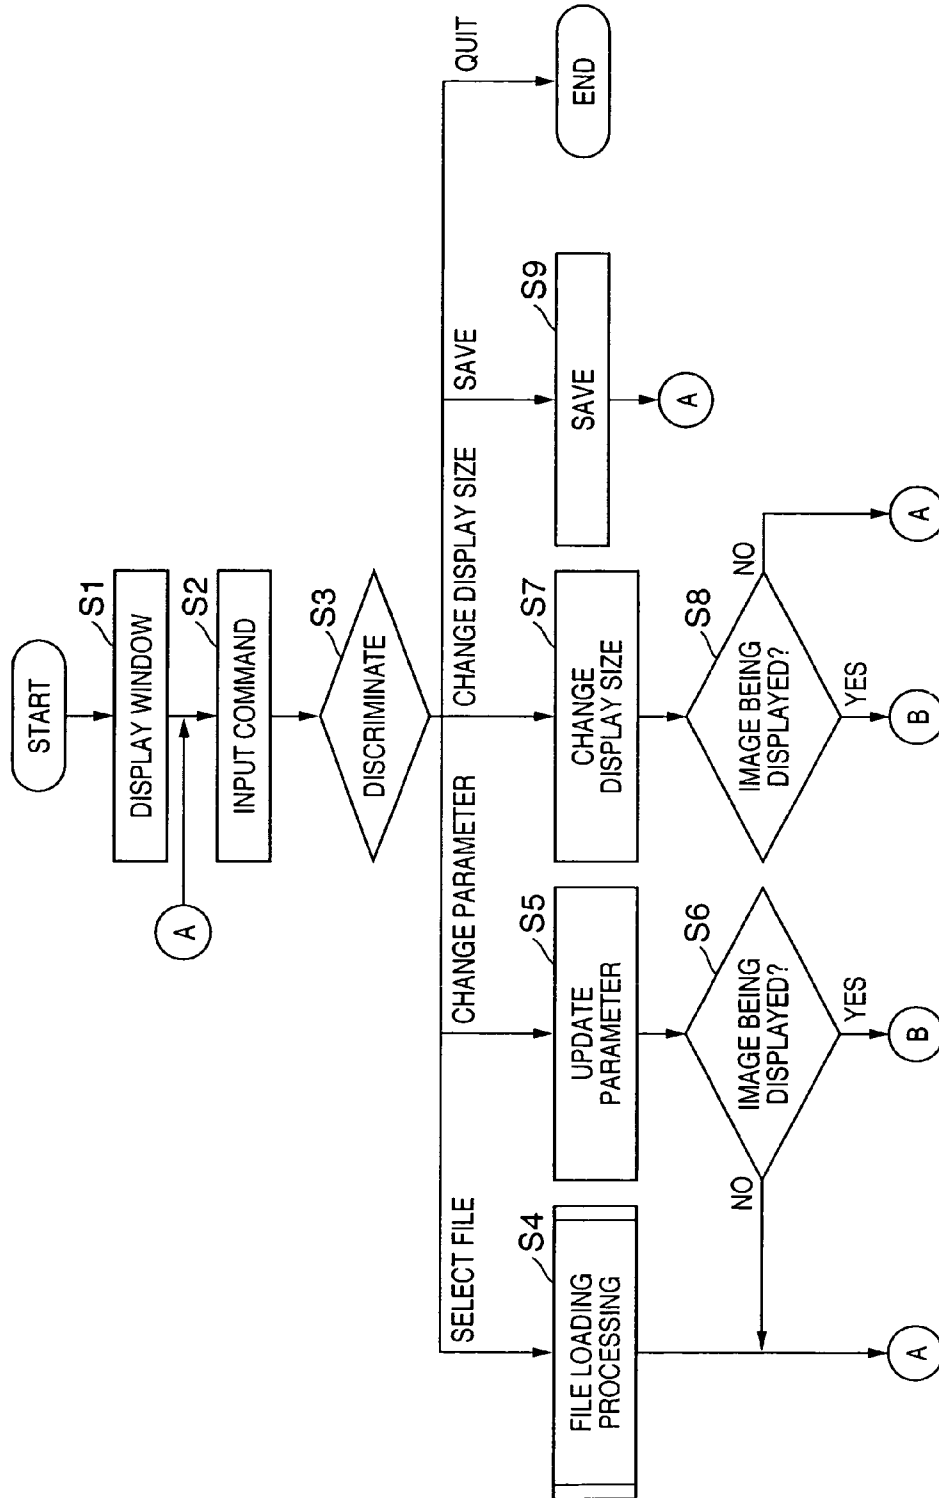 START
S1
DISPLAY WINDOW
A
S2
INPUT COMMAND
S3
DISCRIMINATE
SELECT FILE
CHANGE PARAMETER
CHANGE DISPLAY SIZE
SAVE
QUIT
S4
FILE LOADING
PROCESSING
S5
UPDATE
PARAMETER
S7
CHANGE
DISPLAY SIZE
S9
SAVE
END
S6
IMAGE BEING
DISPLAYED?
NO
YES
S8
IMAGE BEING
DISPLAYED?
NO
YES
A
A
B
B
A